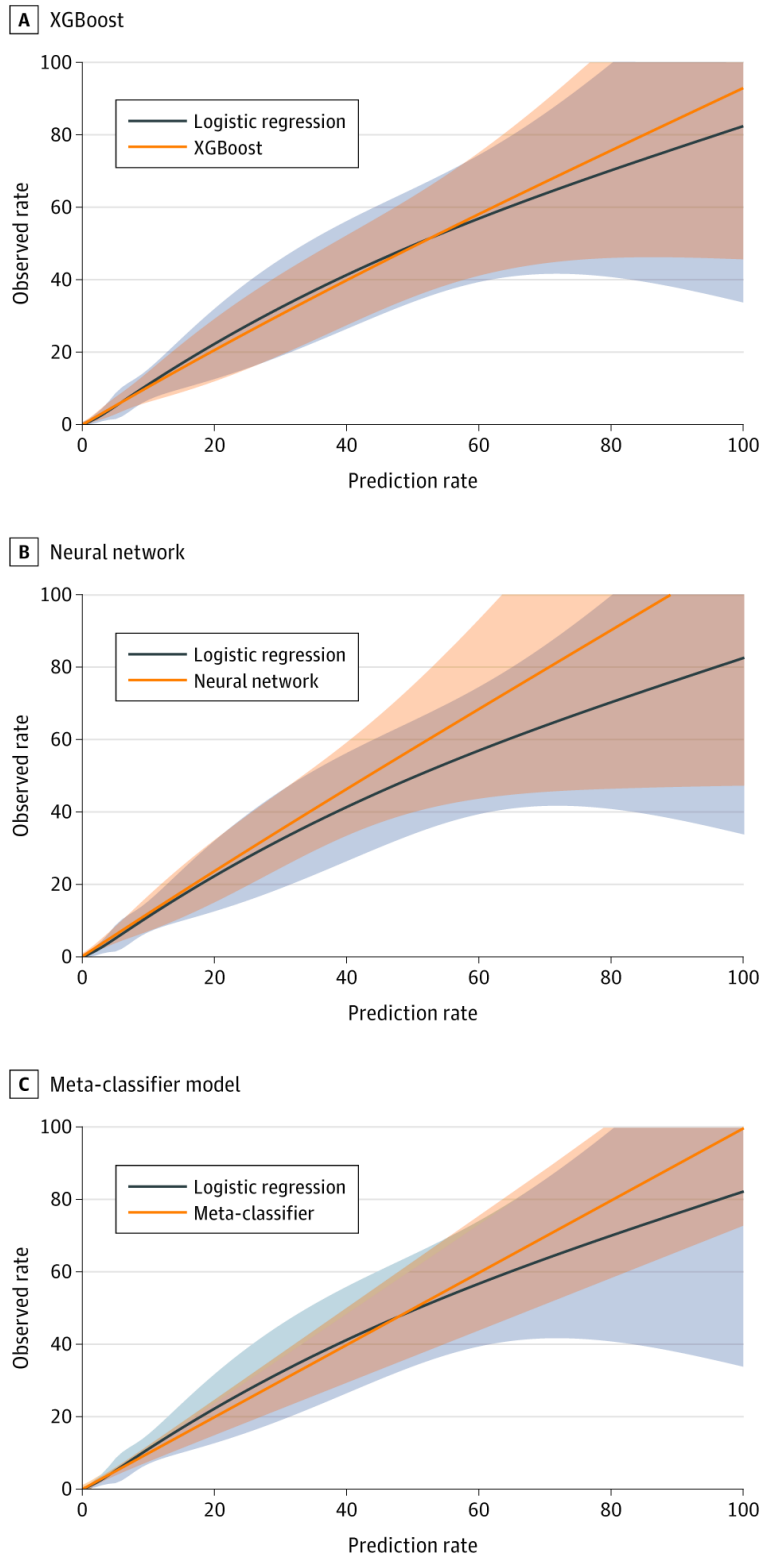 A XGBoost
100
80
60
40
20
0
Observed rate
Logistic regression
XGBoost
0 20 40 60 80 100
Prediction rate
B Neural network
100
80
60
40
20
0
Observed rate
Logistic regression
Neural network
0 20 40 60 80 100
Prediction rate
C Meta-classifier model
100
80
60
40
20
0
Observed rate
Logistic regression
Meta-classifier
0 20 40 60 80 100
Prediction rate